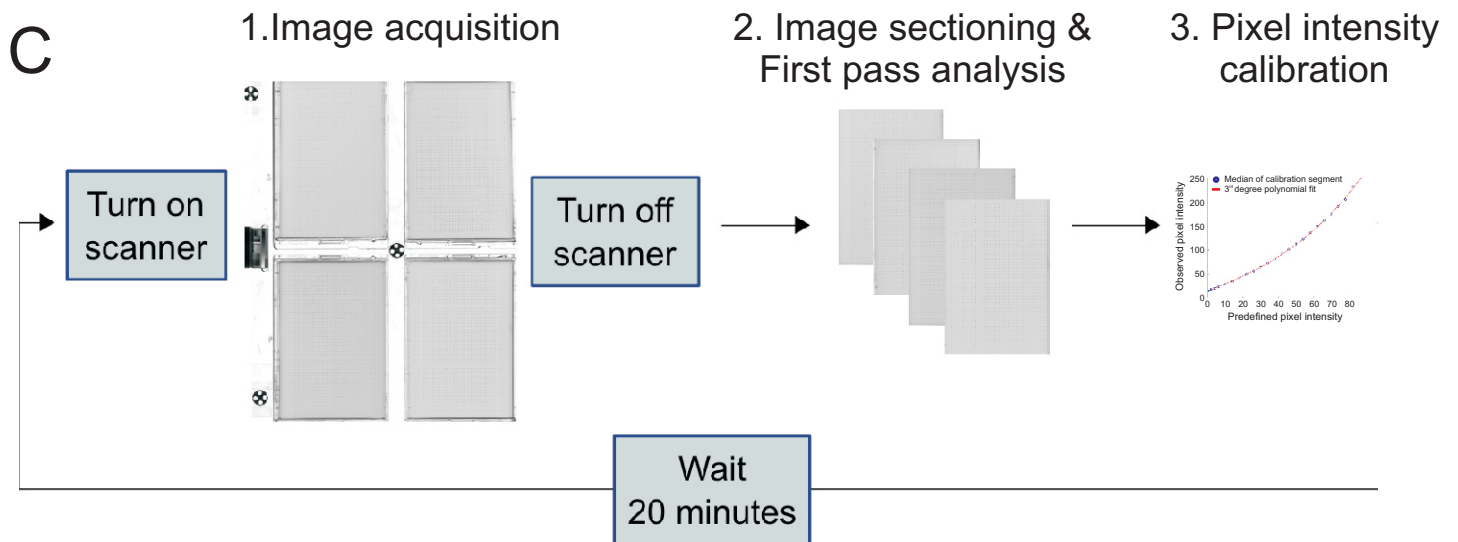 C
1.Image acquisition
2. Image sectioning &
First pass analysis
3. Pixel intensity
calibration
Turn on
scanner
Turn off
scanner
Observed pixel intensity
250
200
150
100
50
0
Median of calibration segment
3rd degree polynomial fit
0 10 20 30 40 50 60 70 80
Predefined pixel intensity
Wait
20 minutes